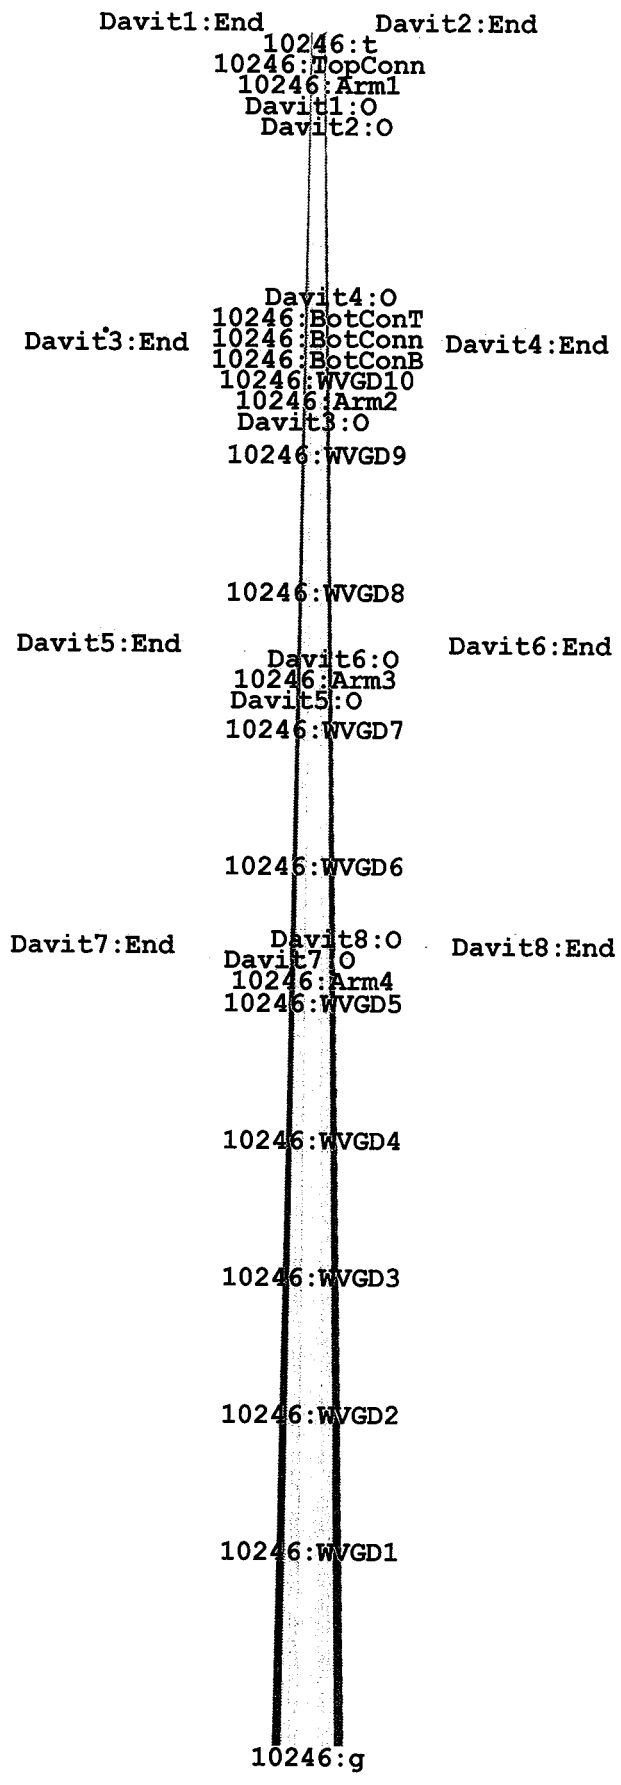 Davit1:End Davit2:End
10246:t
10246:TopConn
10246:Arm1
Davit1:O
Davit2:O
Davit4:O
10246:BotConT
Davit3:End 10246:BotConn Davit4:End
10246:BotConB
10246:WVGD10
10246:Arm2
Davit3:O
10246:WVGD9
10246:WVGD8
Davit5:End Davit6:End
Davit6:O
10246:Arm3
Davit5:O
10246:WVGD7
10246:WVGD6
Davit7:End Davit8:O Davit8:End
Davit7:O
10246:Arm4
10246:WVGD5
10246:WVGD4
10246:WVGD3
10246:WVGD2
10246:WVGD1
10246:g